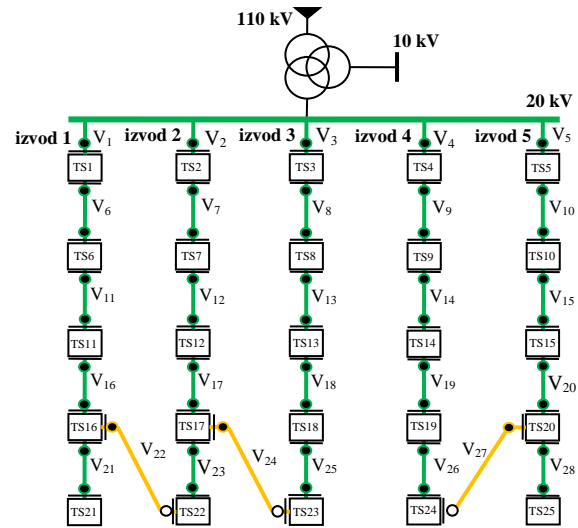 110 kV
10 kV
20 kV
izvod 1 V1 izvod 2 V2 izvod 3 V3 izvod 4 V4 izvod 5 V5
TS1 TS2 TS3 TS4 TS5
V6 V7 V8 V9 V10
TS6 TS7 TS8 TS9 TS10
V11 V12 V13 V14 V15
TS11 TS12 TS13 TS14 TS15
V16 V17 V18 V19 V20
TS16 TS17 TS18 TS19 TS20
V21 V22 V23 V24 V25 V26 V27 V28
TS21 TS22 TS23 TS24 TS25